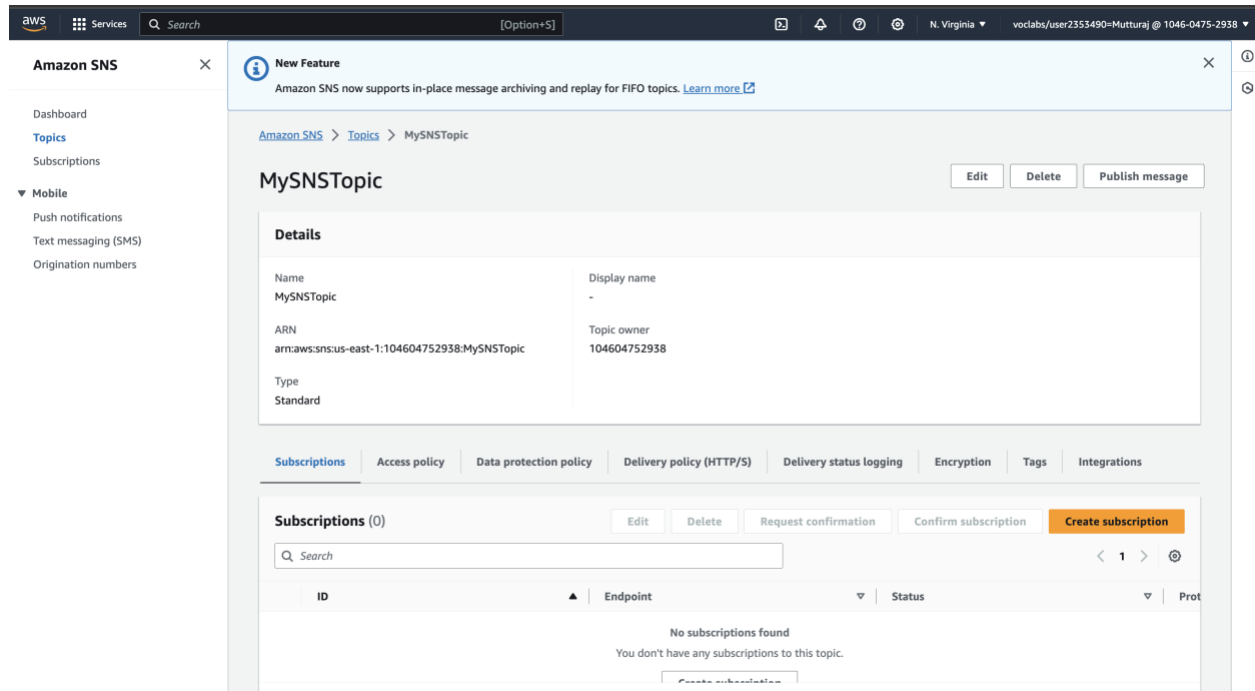 aws Services Search [Option+S] N. Virginia ▼ voclabs/user2353490=Mutturaj @ 1046-0475-2938 ▼
Amazon SNS
Dashboard
Topics
Subscriptions
▼ Mobile
Push notifications
Text messaging (SMS)
Origination numbers
New Feature
Amazon SNS now supports in-place message archiving and replay for FIFO topics. Learn more
Amazon SNS > Topics > MySNSTopic
MySNSTopic
Edit Delete Publish message
Details
Name
MySNSTopic
ARN
arn:aws:sns:us-east-1:104604752938:MySNSTopic
Type
Standard
Display name
-
Topic owner
104604752938
Subscriptions Access policy Data protection policy Delivery policy (HTTP/S) Delivery status logging Encryption Tags Integrations
Subscriptions (0)
Edit Delete Request confirmation Confirm subscription Create subscription
Search
< 1 >
ID Endpoint Status Prot
No subscriptions found
You don't have any subscriptions to this topic.
Create subscription